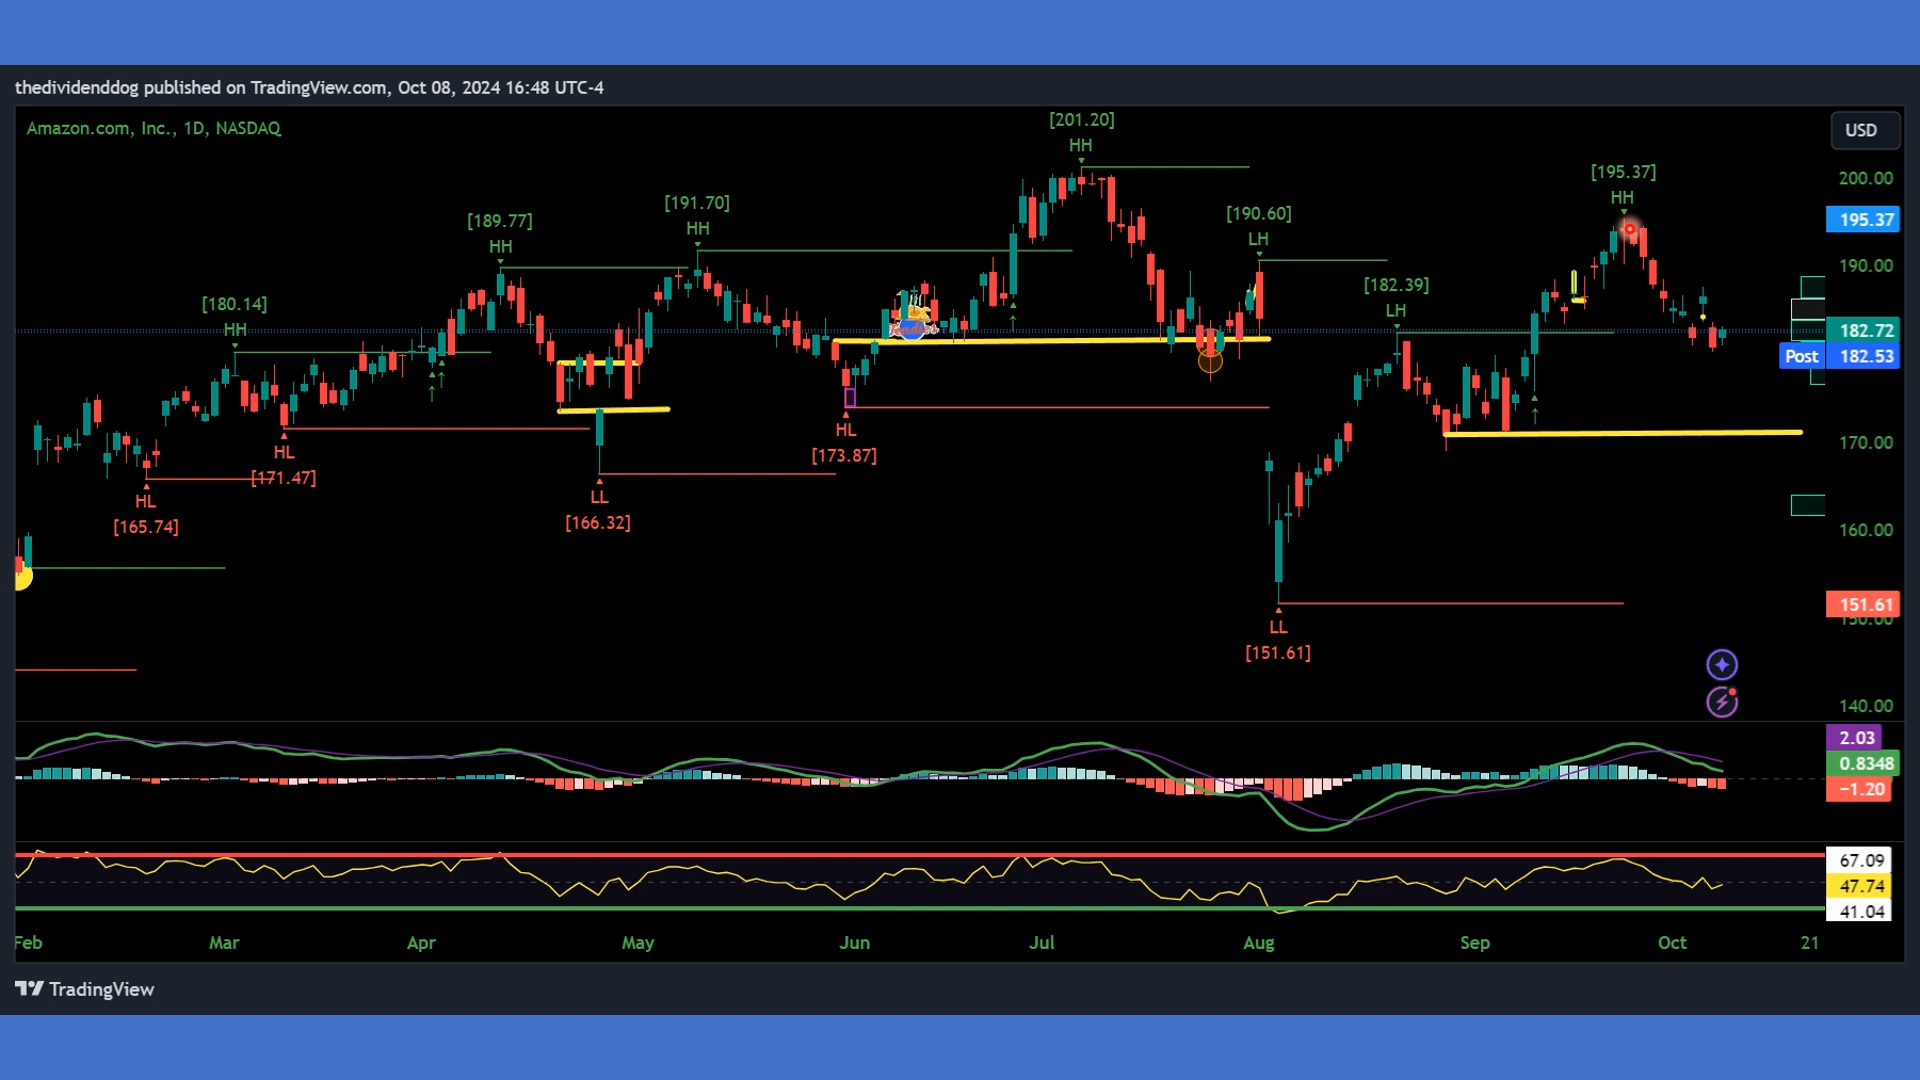 thedividenddog published on TradingView.com, Oct 08, 2024 16:48 UTC-4
Amazon.com, Inc., 1D, NASDAQ
USD
[201.20]
HH
[195.37]
HH
[191.70]
HH
[190.60]
LH
[189.77]
HH
[182.39]
LH
[180.14]
HH
Tendies
HL
[173.87]
HL
[171.47]
HL
[165.74]
LL
[166.32]
LL
[151.61]
200.00
195.37
190.00
182.72
Post 182.53
170.00
160.00
151.61
150.00
140.00
2.03
0.8348
−1.20
67.09
47.74
41.04
Feb Mar Apr May Jun Jul Aug Sep Oct 21
TradingView